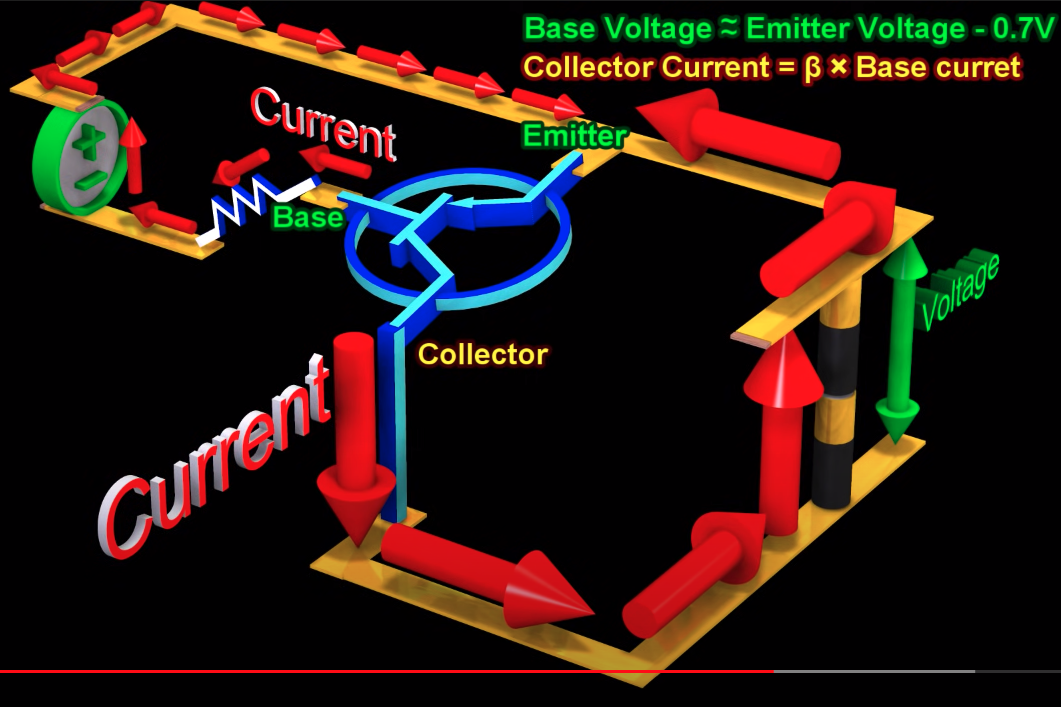 Base Voltage ≈ Emitter Voltage - 0.7V
Collector Current = β × Base curret
Current
Emitter
Base
Voltage
Collector
Current